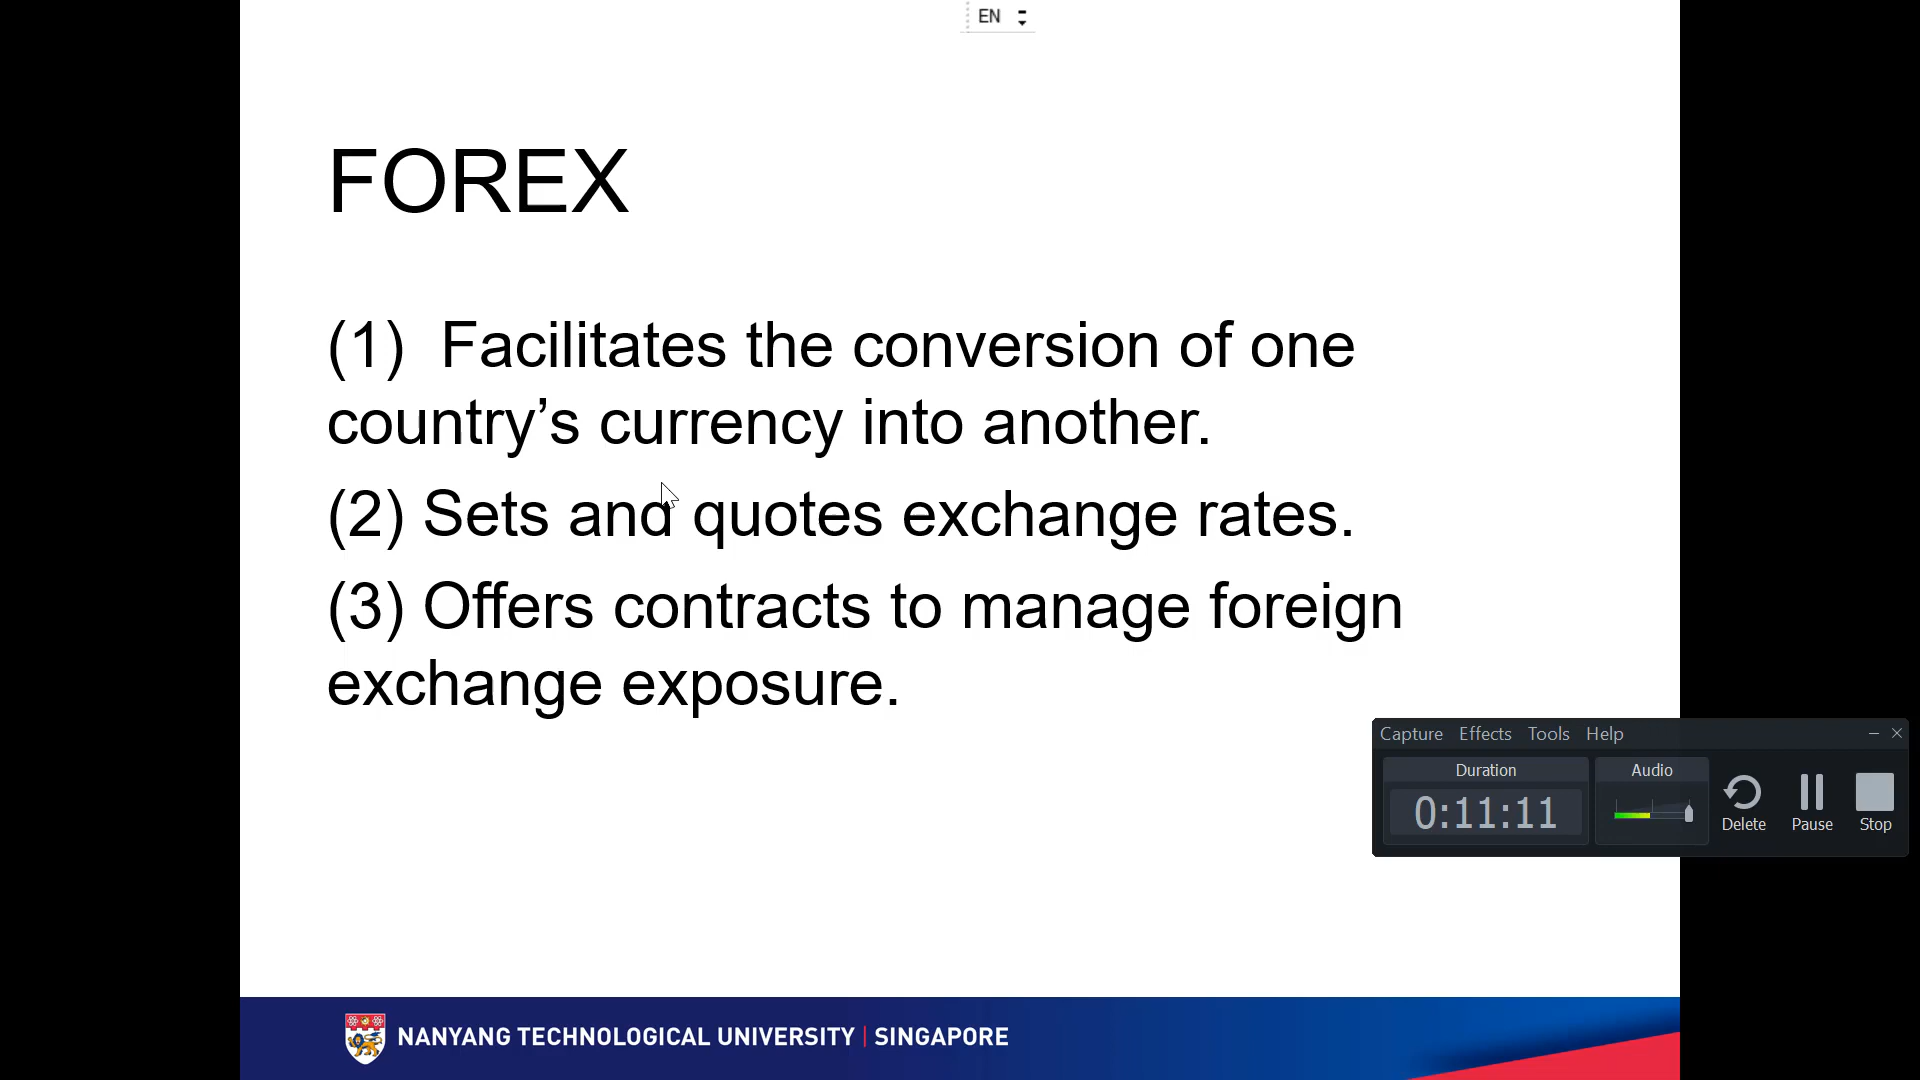 EN
FOREX
(1)  Facilitates the conversion of one
country’s currency into another.
(2) Sets and quotes exchange rates.
(3) Offers contracts to manage foreign
exchange exposure.
Capture Effects Tools Help
Duration
Audio
0:11:11
Delete Pause Stop
NANYANG TECHNOLOGICAL UNIVERSITY | SINGAPORE